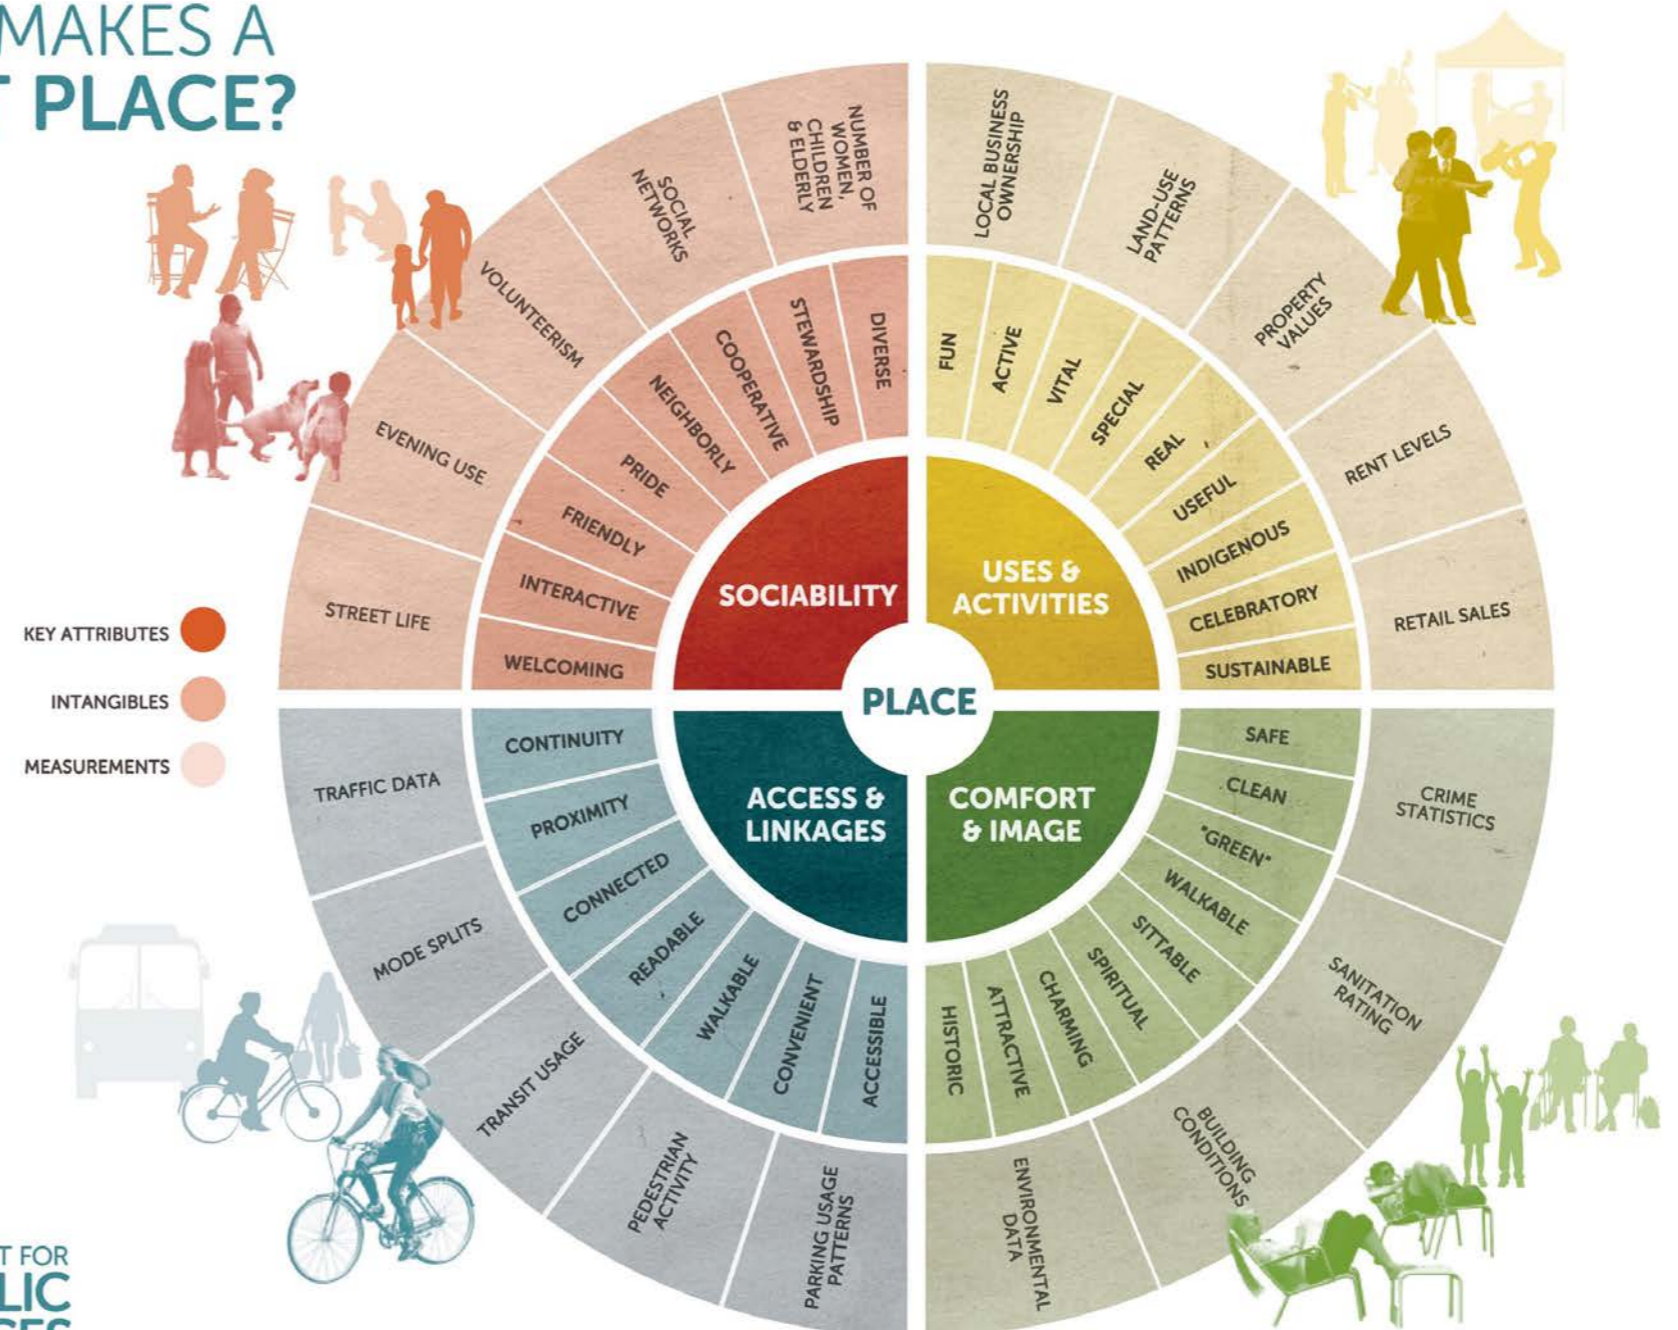 MAKES A
T PLACE?
KEY ATTRIBUTES
INTANGIBLES
MEASUREMENTS
PLACE
SOCIABILITY
WELCOMING
INTERACTIVE
FRIENDLY
PRIDE
NEIGHBORLY
COOPERATIVE
STEWARDSHIP
DIVERSE
STREET LIFE
EVENING USE
VOLUNTEERISM
SOCIAL
NETWORKS
NUMBER OF
WOMEN,
CHILDREN
& ELDERLY
USES &
ACTIVITIES
FUN
ACTIVE
VITAL
SPECIAL
REAL
USEFUL
INDIGENOUS
CELEBRATORY
SUSTAINABLE
LOCAL BUSINESS
OWNERSHIP
LAND-USE
PATTERNS
PROPERTY
VALUES
RENT LEVELS
RETAIL SALES
COMFORT
& IMAGE
SAFE
CLEAN
"GREEN"
WALKABLE
SITTABLE
SPIRITUAL
CHARMING
ATTRACTIVE
HISTORIC
CRIME
STATISTICS
SANITATION
RATING
BUILDING
CONDITIONS
ENVIRONMENTAL
DATA
ACCESS &
LINKAGES
CONTINUITY
PROXIMITY
CONNECTED
READABLE
WALKABLE
CONVENIENT
ACCESSIBLE
TRAFFIC DATA
MODE SPLITS
TRANSIT USAGE
PEDESTRIAN
ACTIVITY
PARKING USAGE
PATTERNS
T FOR
LIC
CES